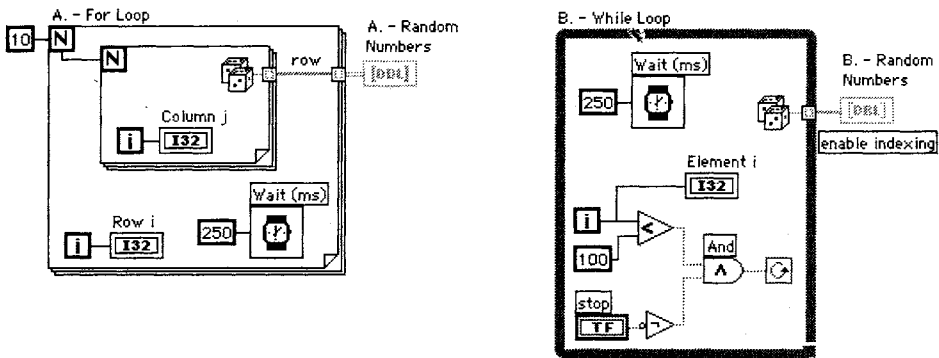 A. - For Loop
10
N
N
row
A. - Random
Numbers
[DBL]
Column j
i
I32
Wait (ms)
250
Row i
i
I32
B. - While Loop
Wait (ms)
250
B. - Random
Numbers
[DBL]
enable indexing
Element i
I32
i
<
100
And
∧
stop
TF
¬